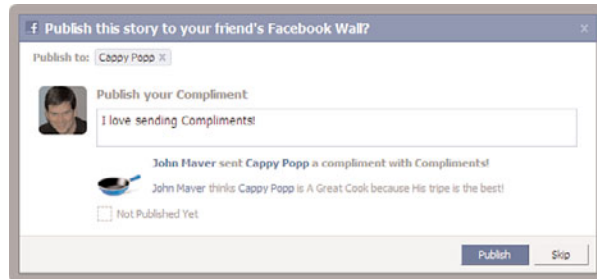 f Publish this story to your friend's Facebook Wall? x
Publish to: Cappy Popp x
Publish your Compliment
I love sending Compliments!
John Maver sent Cappy Popp a compliment with Compliments!
John Maver thinks Cappy Popp is A Great Cook because His tripe is the best!
Not Published Yet
Publish Skip